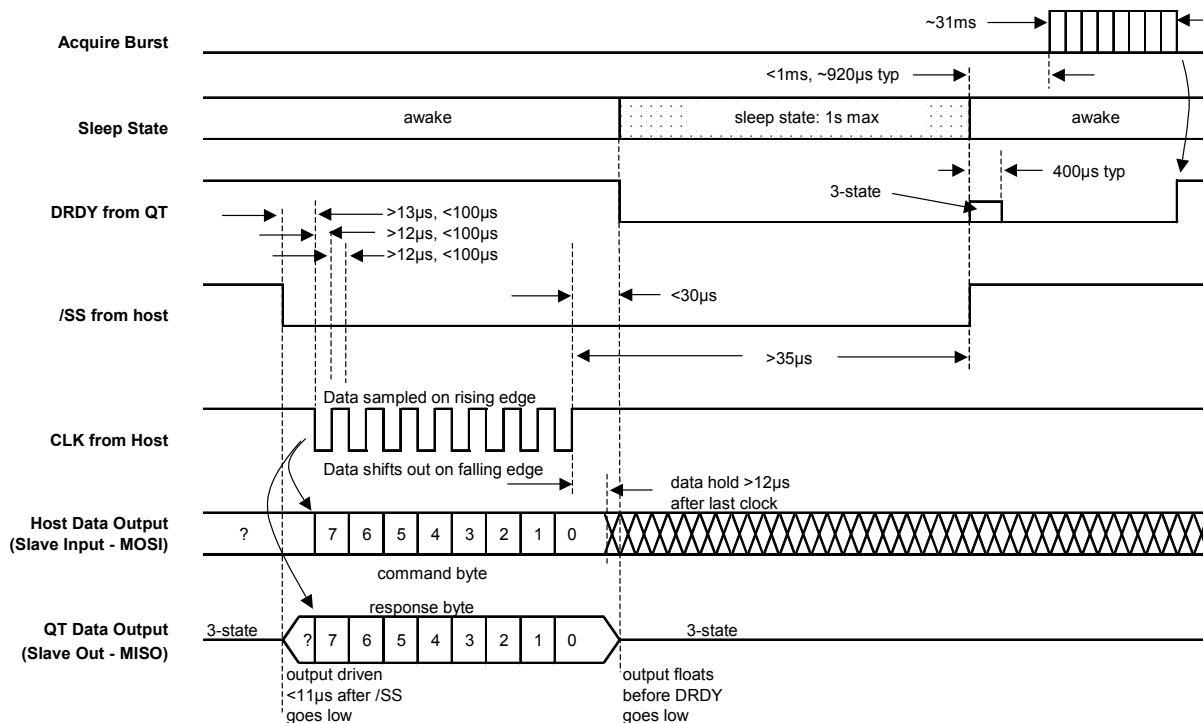 Acquire Burst
~31ms
<1ms, ~920µs typ
Sleep State
awake
sleep state: 1s max
awake
400µs typ
3-state
DRDY from QT
>13µs, <100µs
>12µs, <100µs
>12µs, <100µs
/SS from host
<30µs
>35µs
Data sampled on rising edge
CLK from Host
Data shifts out on falling edge
data hold >12µs
after last clock
Host Data Output
(Slave Input - MOSI)
? 7 6 5 4 3 2 1 0
command byte
response byte
QT Data Output
(Slave Out - MISO)
3-state
? 7 6 5 4 3 2 1 0
3-state
output driven
<11µs after /SS
goes low
output floats
before DRDY
goes low